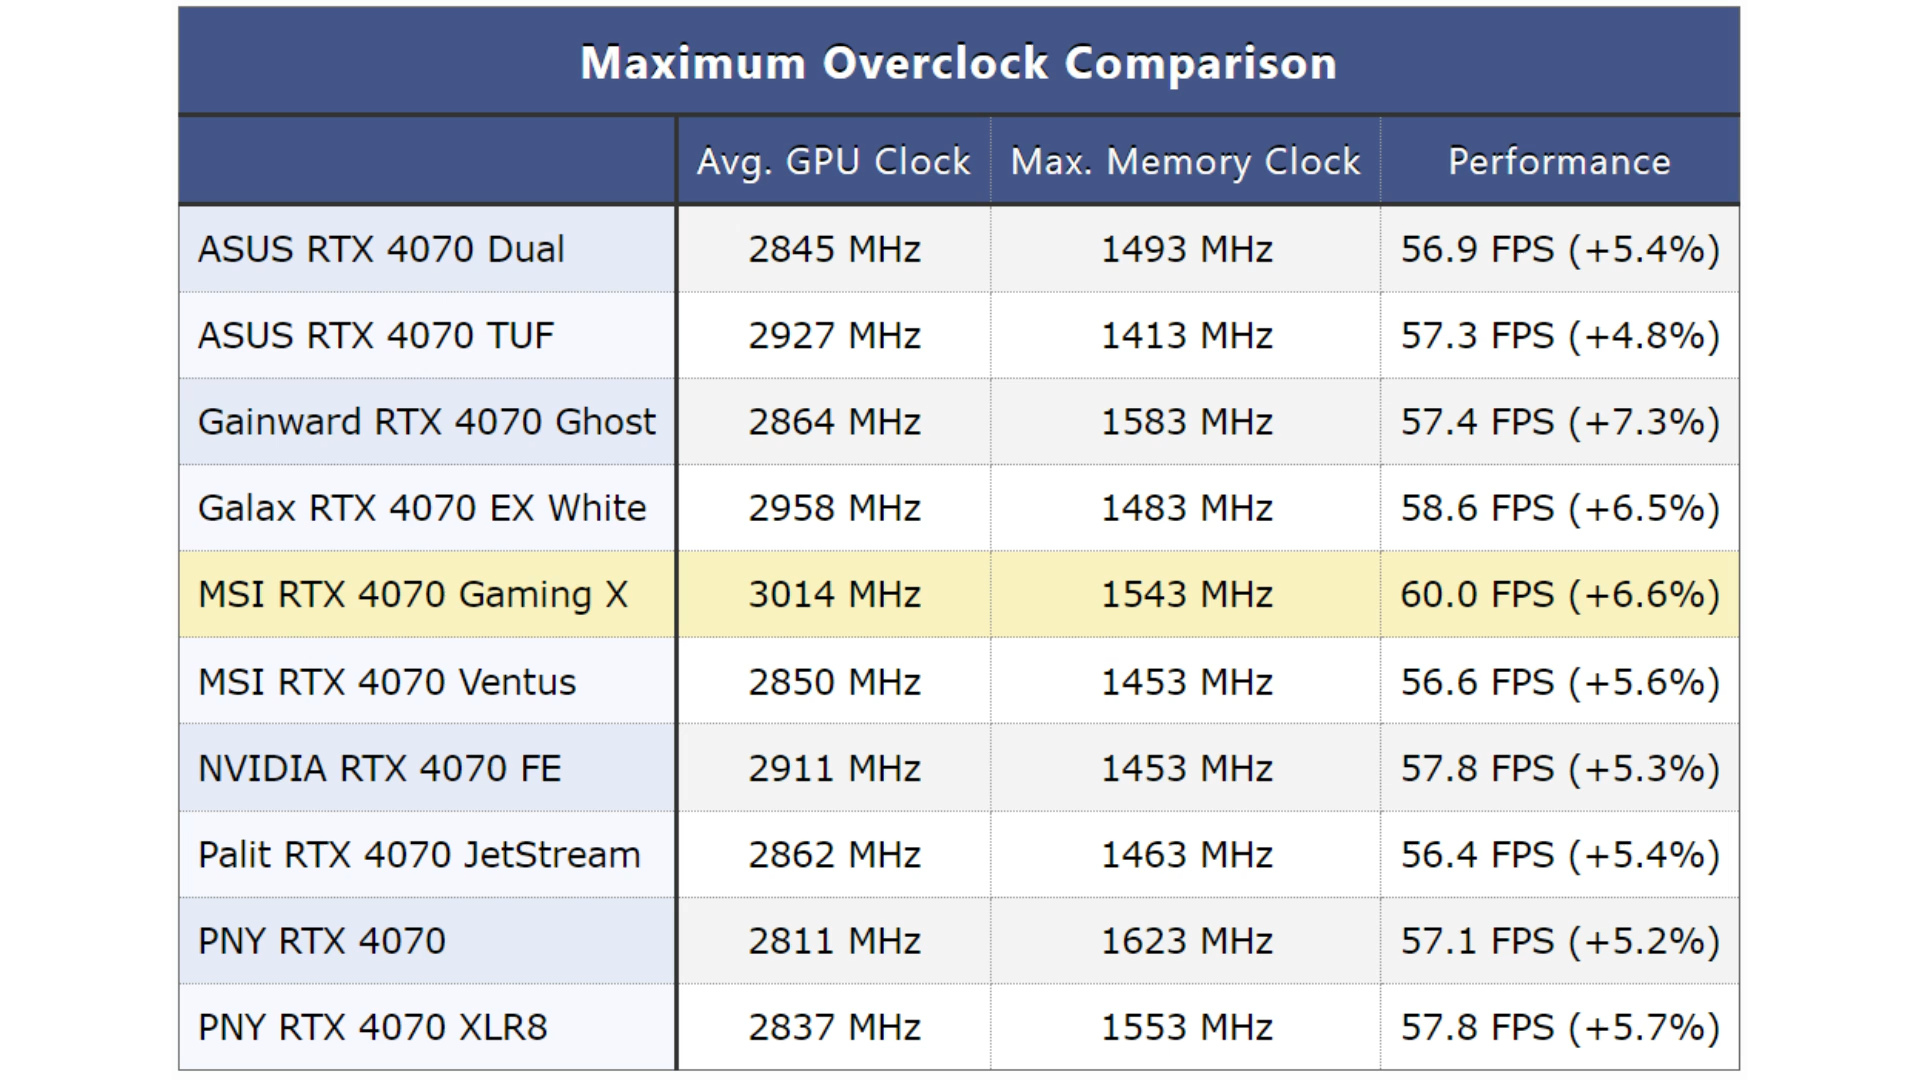 Maximum Overclock Comparison
Avg. GPU Clock Max. Memory Clock Performance
ASUS RTX 4070 Dual 2845 MHz 1493 MHz 56.9 FPS (+5.4%)
ASUS RTX 4070 TUF 2927 MHz 1413 MHz 57.3 FPS (+4.8%)
Gainward RTX 4070 Ghost 2864 MHz 1583 MHz 57.4 FPS (+7.3%)
Galax RTX 4070 EX White 2958 MHz 1483 MHz 58.6 FPS (+6.5%)
MSI RTX 4070 Gaming X 3014 MHz 1543 MHz 60.0 FPS (+6.6%)
MSI RTX 4070 Ventus 2850 MHz 1453 MHz 56.6 FPS (+5.6%)
NVIDIA RTX 4070 FE 2911 MHz 1453 MHz 57.8 FPS (+5.3%)
Palit RTX 4070 JetStream 2862 MHz 1463 MHz 56.4 FPS (+5.4%)
PNY RTX 4070 2811 MHz 1623 MHz 57.1 FPS (+5.2%)
PNY RTX 4070 XLR8 2837 MHz 1553 MHz 57.8 FPS (+5.7%)